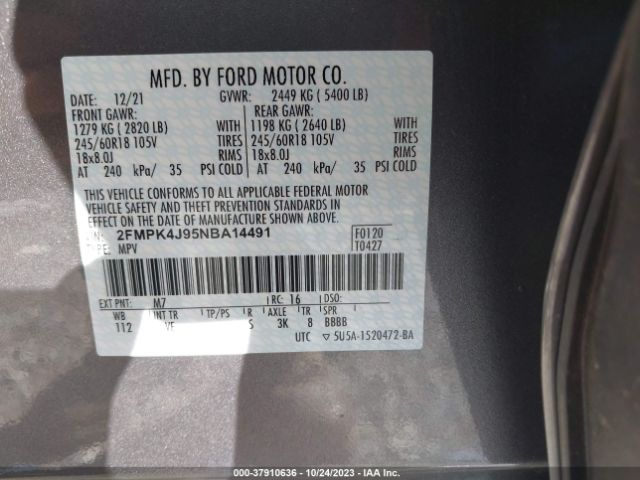 MFD. BY FORD MOTOR CO.
DATE: 12/21 GVWR: 2449 KG ( 5400 LB)
FRONT GAWR: REAR GAWR:
1279 KG ( 2820 LB) WITH 1198 KG ( 2640 LB) WITH
245/60R18 105V TIRES 245/60R18 105V TIRES
18x8.0J RIMS 18x8.0J RIMS
AT 240 kPa/ 35 PSI COLD AT 240 kPa/ 35 PSI COLD
THIS VEHICLE CONFORMS TO ALL APPLICABLE FEDERAL MOTOR
VEHICLE SAFETY AND THEFT PREVENTION STANDARDS IN
EFFECT ON THE DATE OF MANUFACTURE SHOWN ABOVE.
2FMPK4J95NBA14491 F0120
TYPE: MPV T0427
EXT PNT: M7 RC: 16 DSO:
WB INT TR TP/PS R AXLE TR SPR
112 VE S 3K 8 BBBB
UTC ▽ 5U5A-1520472-BA
000-37910636 - 10/24/2023 - IAA Inc.